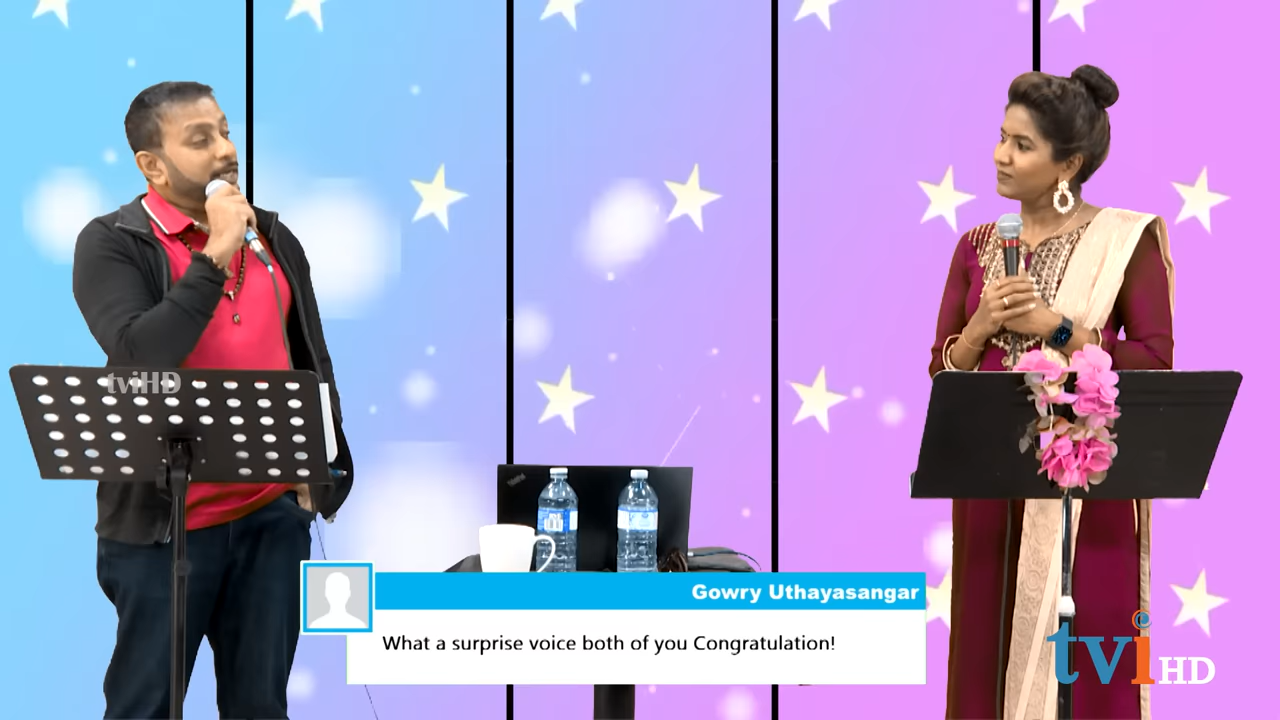 tviHD
Gowry Uthayasangar
What a surprise voice both of you Congratulation!
tvi HD